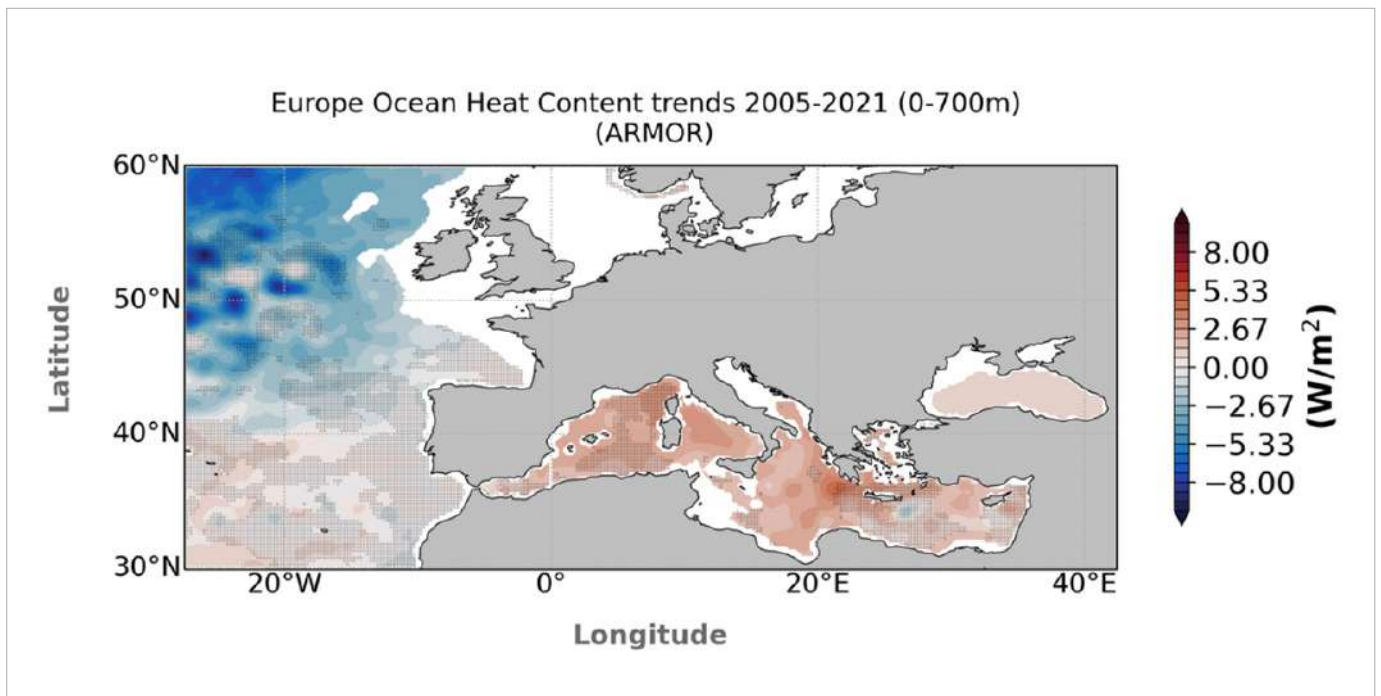 Europe Ocean Heat Content trends 2005-2021 (0-700m)
(ARMOR)
60°N
50°N
40°N
30°N
20°W
0°
20°E
40°E
Latitude
Longitude
8.00
5.33
2.67
0.00
−2.67
−5.33
−8.00
(W/m²)